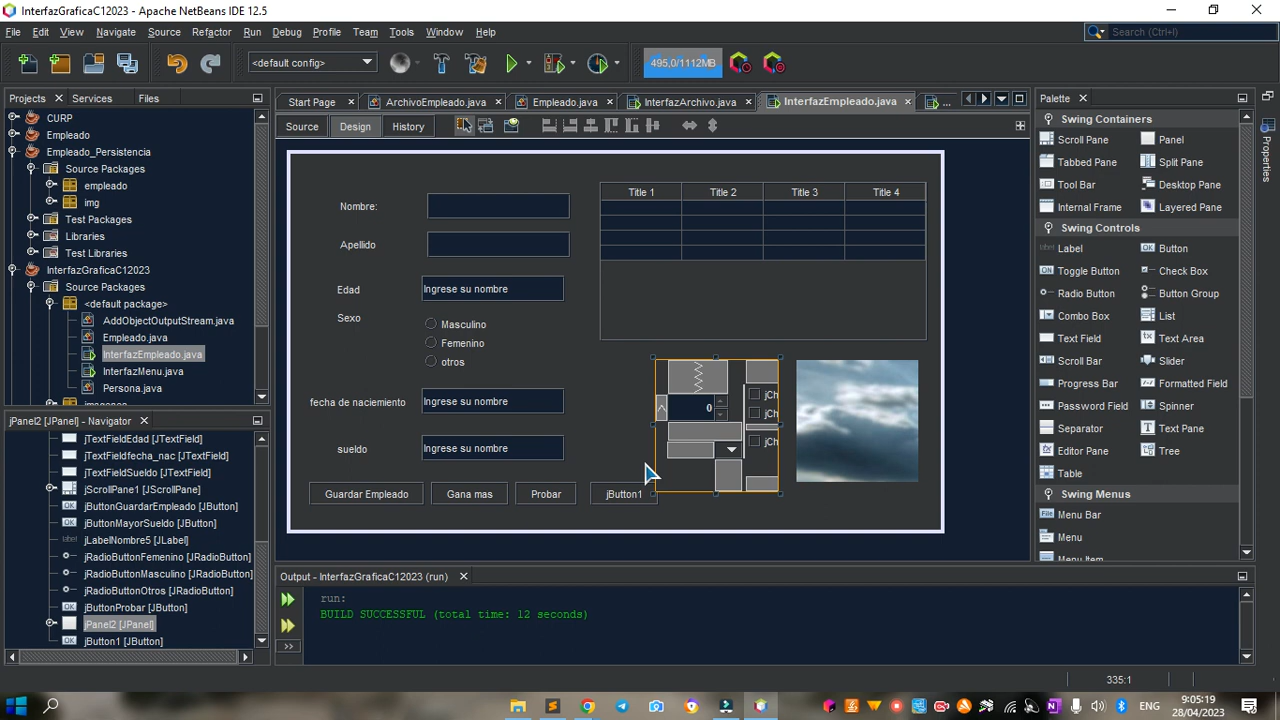 InterfazGraficaC12023 - Apache NetBeans IDE 12.5
File Edit View Navigate Source Refactor Run Debug Profile Team Tools Window Help
Search (Ctrl+I)
<default config>
495,0/1112MB
Projects
Services
Files
CURP
Empleado
Empleado_Persistencia
Source Packages
empleado
img
Test Packages
Libraries
Test Libraries
InterfazGraficaC12023
Source Packages
<default package>
AddObjectOutputStream.java
Empleado.java
InterfazEmpleado.java
InterfazMenu.java
Persona.java
jPanel2 [JPanel] - Navigator
jTextFieldEdad [JTextField]
jTextFieldfecha_nac [JTextField]
jTextFieldSueldo [JTextField]
jScrollPane1 [JScrollPane]
jButtonGuardarEmpleado [JButton]
jButtonMayorSueldo [JButton]
jLabelNombre5 [JLabel]
jRadioButtonFemenino [JRadioButton]
jRadioButtonMasculino [JRadioButton]
jRadioButtonOtros [JRadioButton]
jButtonProbar [JButton]
jPanel2 [JPanel]
jButton1 [JButton]
Start Page
ArchivoEmpleado.java
Empleado.java
InterfazArchivo.java
InterfazEmpleado.java
...
Source
Design
History
Nombre:
Apellido
Edad
Ingrese su nombre
Sexo
Masculino
Femenino
otros
fecha de naciemiento
Ingrese su nombre
sueldo
Ingrese su nombre
Guardar Empleado
Gana mas
Probar
jButton1
Title 1 Title 2 Title 3 Title 4
0
jCh
jCh
jCh
Output - InterfazGraficaC12023 (run)
run:
BUILD SUCCESSFUL (total time: 12 seconds)
Palette
Swing Containers
Scroll Pane Panel
Tabbed Pane Split Pane
Tool Bar Desktop Pane
Internal Frame Layered Pane
Swing Controls
label Label OK Button
ON Toggle Button Check Box
Radio Button Button Group
Combo Box List
Text Field Text Area
Scroll Bar Slider
Progress Bar Formatted Field
Password Field Spinner
Separator Text Pane
Editor Pane Tree
Table
Swing Menus
Menu Bar
Menu
Menu Item
Properties
335:1
ENG
9:05:19
28/04/2023